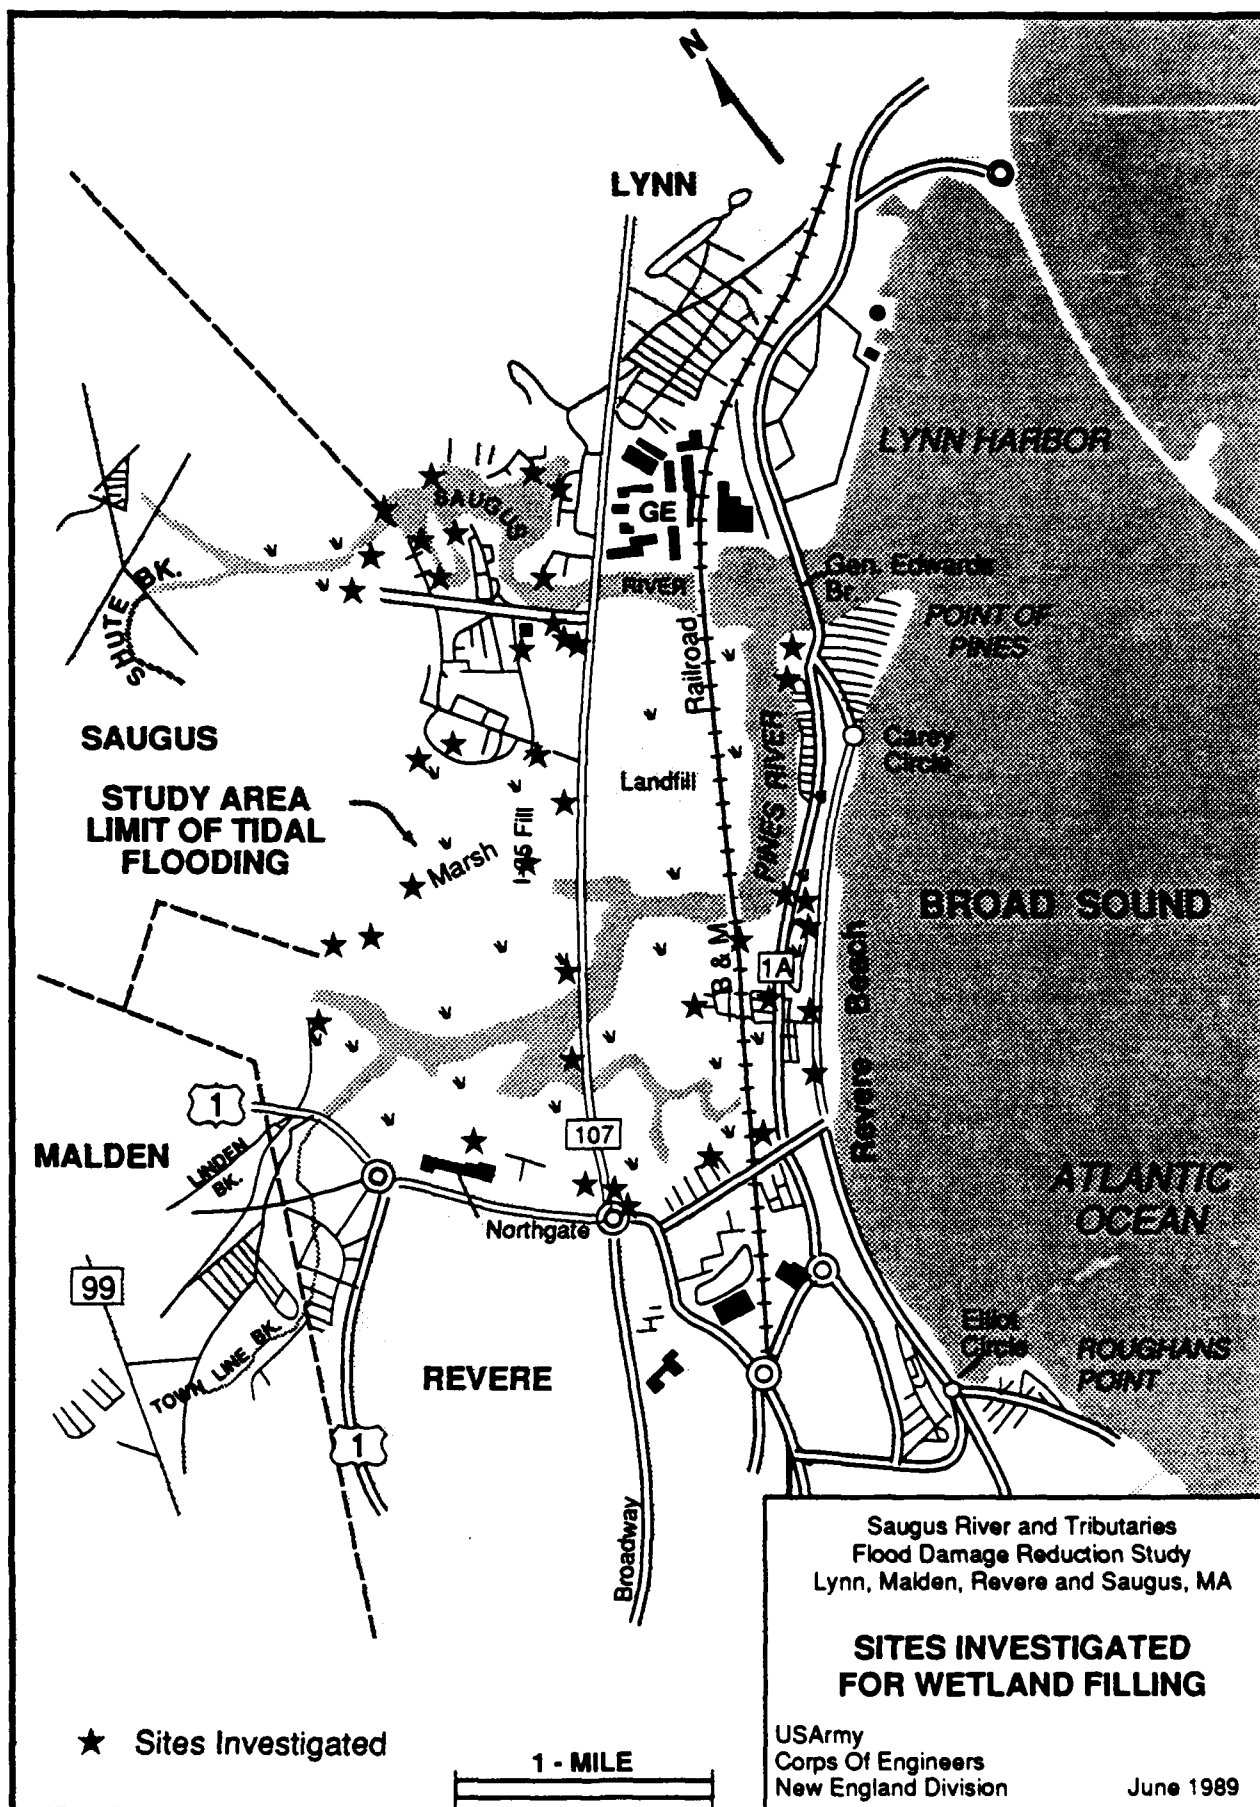 N
LYNN
LYNN HARBOR
SAUGUS
GE
RIVER
Gen. Edwards
Br.
POINT OF
PINES
SHUTE BK.
Railroad
SAUGUS
Carey
Circle
Landfill
PINES RIVER
STUDY AREA
LIMIT OF TIDAL
FLOODING
I-95 Fill
Marsh
BROAD SOUND
B & M
1A
Revere Beach
1
107
MALDEN
LINDEN
BK.
ATLANTIC
OCEAN
Northgate
99
TOWN LINE BK.
Elliot
Circle
ROUGHANS
POINT
REVERE
1
Broadway
Saugus River and Tributaries
Flood Damage Reduction Study
Lynn, Malden, Revere and Saugus, MA
SITES INVESTIGATED
FOR WETLAND FILLING
USArmy
Corps Of Engineers
New England Division
June 1989
★ Sites Investigated
1 - MILE